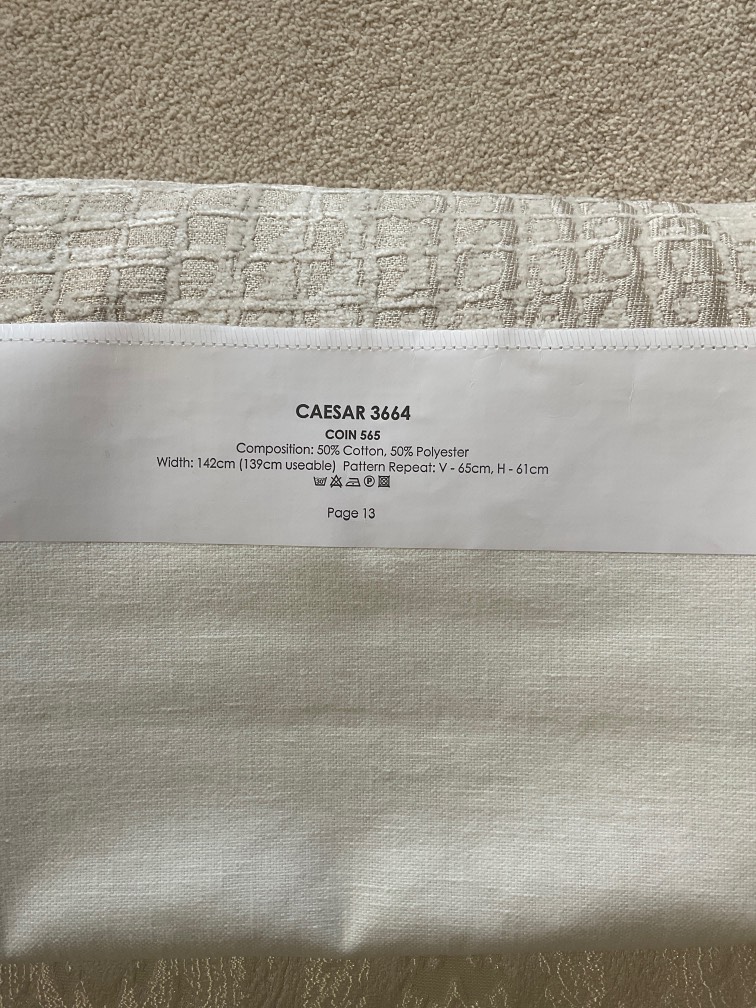 CAESAR 3664
COIN 565
Composition: 50% Cotton, 50% Polyester
Width: 142cm (139cm useable) Pattern Repeat: V - 65cm, H - 61cm
Page 13